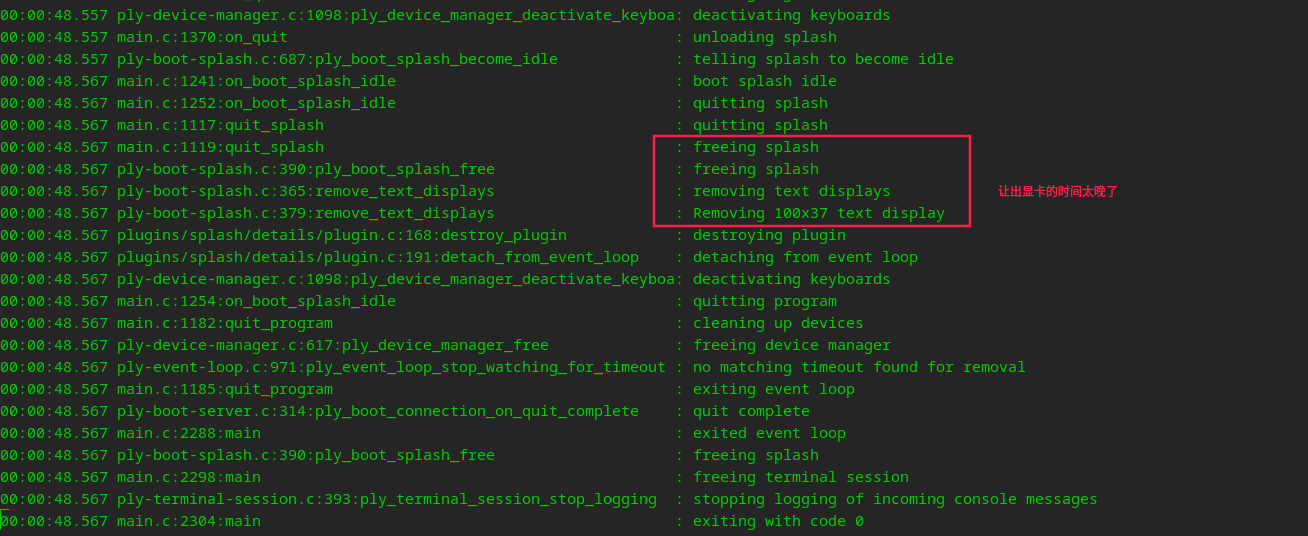 00:00:48.557 ply-device-manager.c:1098:ply_device_manager_deactivate_keyboa: deactivating keyboards
00:00:48.557 main.c:1370:on_quit : unloading splash
00:00:48.557 ply-boot-splash.c:687:ply_boot_splash_become_idle : telling splash to become idle
00:00:48.567 main.c:1241:on_boot_splash_idle : boot splash idle
00:00:48.567 main.c:1252:on_boot_splash_idle : quitting splash
00:00:48.567 main.c:1117:quit_splash : quitting splash
00:00:48.567 main.c:1119:quit_splash : freeing splash
00:00:48.567 ply-boot-splash.c:390:ply_boot_splash_free : freeing splash
00:00:48.567 ply-boot-splash.c:365:remove_text_displays : removing text displays
让出显卡的时间太晚了
00:00:48.567 ply-boot-splash.c:379:remove_text_displays : Removing 100x37 text display
00:00:48.567 plugins/splash/details/plugin.c:168:destroy_plugin : destroying plugin
00:00:48.567 plugins/splash/details/plugin.c:191:detach_from_event_loop : detaching from event loop
00:00:48.567 ply-device-manager.c:1098:ply_device_manager_deactivate_keyboa: deactivating keyboards
00:00:48.567 main.c:1254:on_boot_splash_idle : quitting program
00:00:48.567 main.c:1182:quit_program : cleaning up devices
00:00:48.567 ply-device-manager.c:617:ply_device_manager_free : freeing device manager
00:00:48.567 ply-event-loop.c:971:ply_event_loop_stop_watching_for_timeout : no matching timeout found for removal
00:00:48.567 main.c:1185:quit_program : exiting event loop
00:00:48.567 ply-boot-server.c:314:ply_boot_connection_on_quit_complete : quit complete
00:00:48.567 main.c:2288:main : exited event loop
00:00:48.567 ply-boot-splash.c:390:ply_boot_splash_free : freeing splash
00:00:48.567 main.c:2298:main : freeing terminal session
00:00:48.567 ply-terminal-session.c:393:ply_terminal_session_stop_logging : stopping logging of incoming console messages
00:00:48.567 main.c:2304:main : exiting with code 0